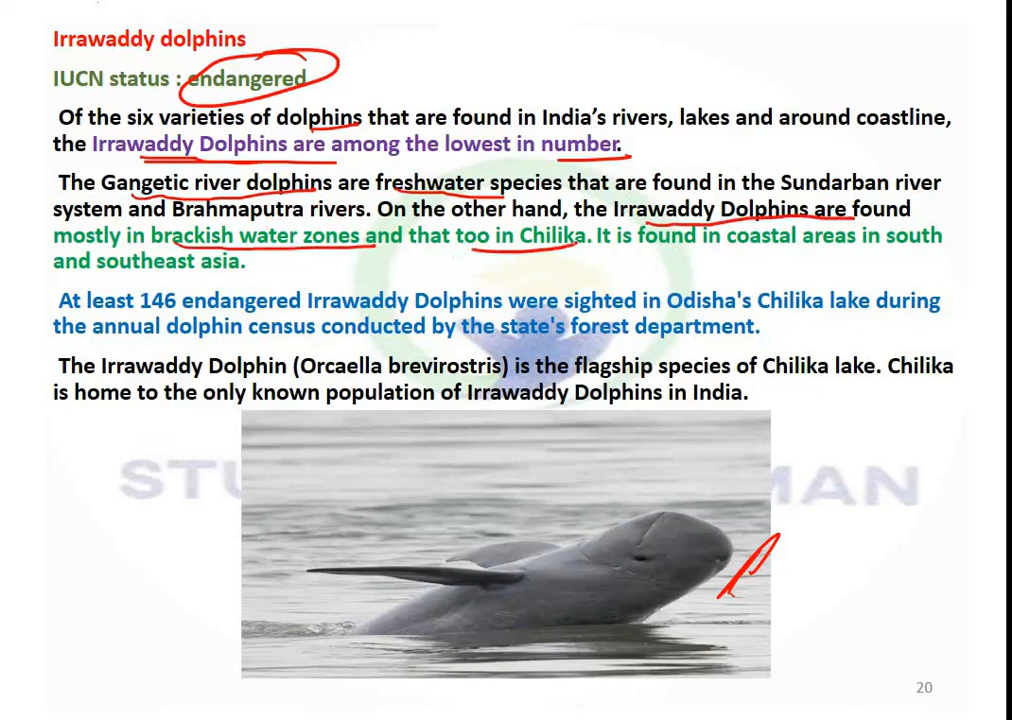 Irrawaddy dolphins
IUCN status : endangered
Of the six varieties of dolphins that are found in India's rivers, lakes and around coastline,
the Irrawaddy Dolphins are among the lowest in number.
The Gangetic river dolphins are freshwater species that are found in the Sundarban river
system and Brahmaputra rivers. On the other hand, the Irrawaddy Dolphins are found
mostly in brackish water zones and that too in Chilika. It is found in coastal areas in south
and southeast asia.
At least 146 endangered Irrawaddy Dolphins were sighted in Odisha's Chilika lake during
the annual dolphin census conducted by the state's forest department.
The Irrawaddy Dolphin (Orcaella brevirostris) is the flagship species of Chilika lake. Chilika
is home to the only known population of Irrawaddy Dolphins in India.
20